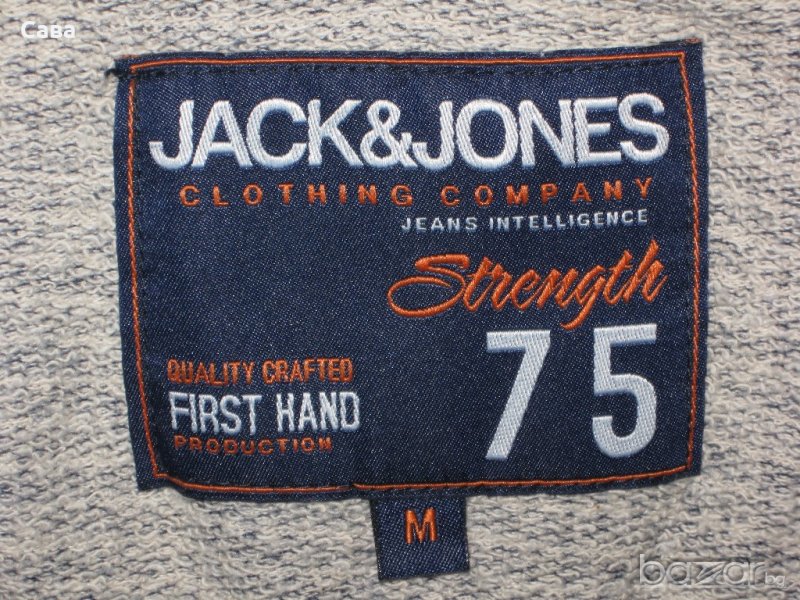 Сава
JACK&JONES
CLOTHING COMPANY
JEANS INTELLIGENCE
Strength
75
QUALITY CRAFTED
FIRST HAND
PRODUCTION
M
bazar.bg